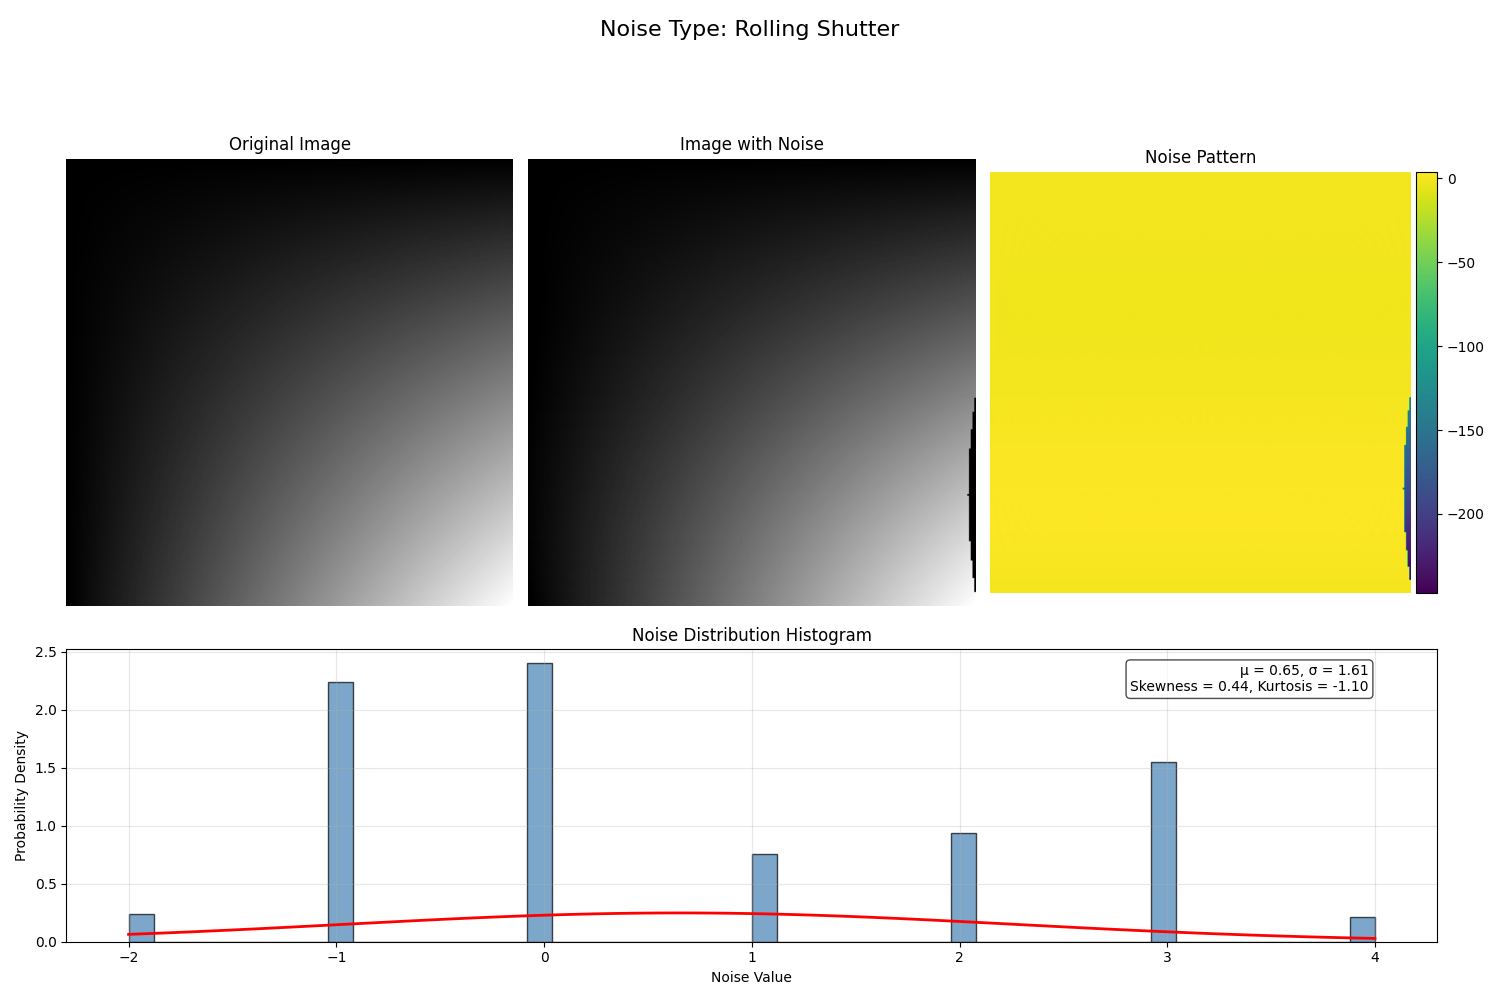 Noise Type: Rolling Shutter
Original Image
Image with Noise
Noise Pattern
0
−50
−100
−150
−200
Noise Distribution Histogram
μ = 0.65, σ = 1.61
Skewness = 0.44, Kurtosis = -1.10
Probability Density
2.5
2.0
1.5
1.0
0.5
0.0
−2
−1
0
1
2
3
4
Noise Value